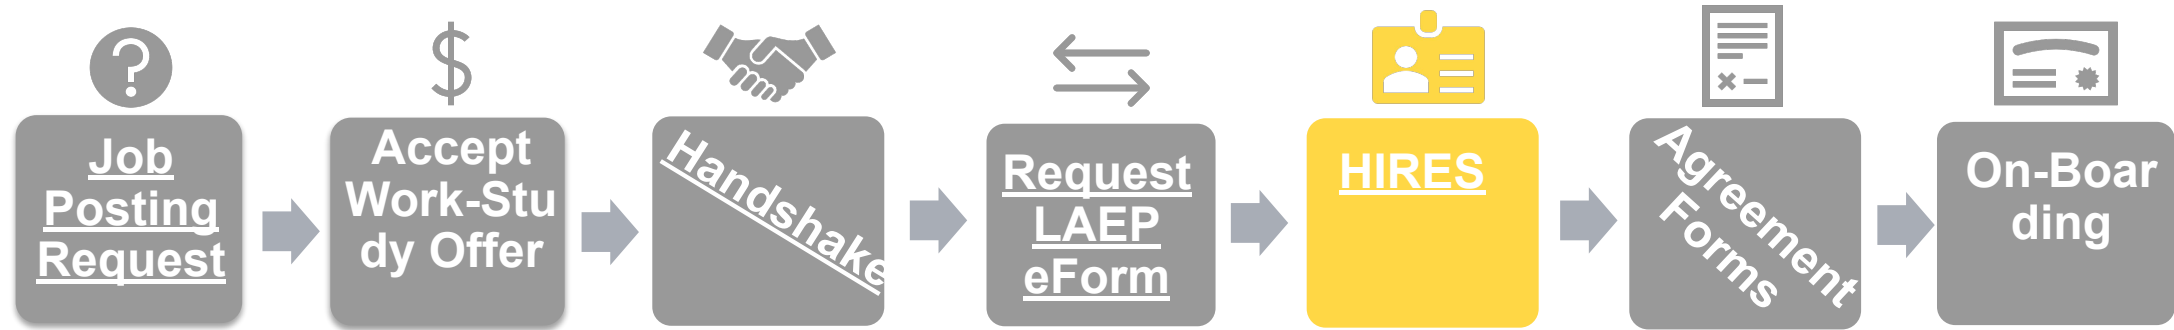 Job
Posting
Request
Accept
Work-Stu
dy Offer
Handshake
Request
LAEP
eForm
HIRES
Agreement
Forms
On-Boar
ding